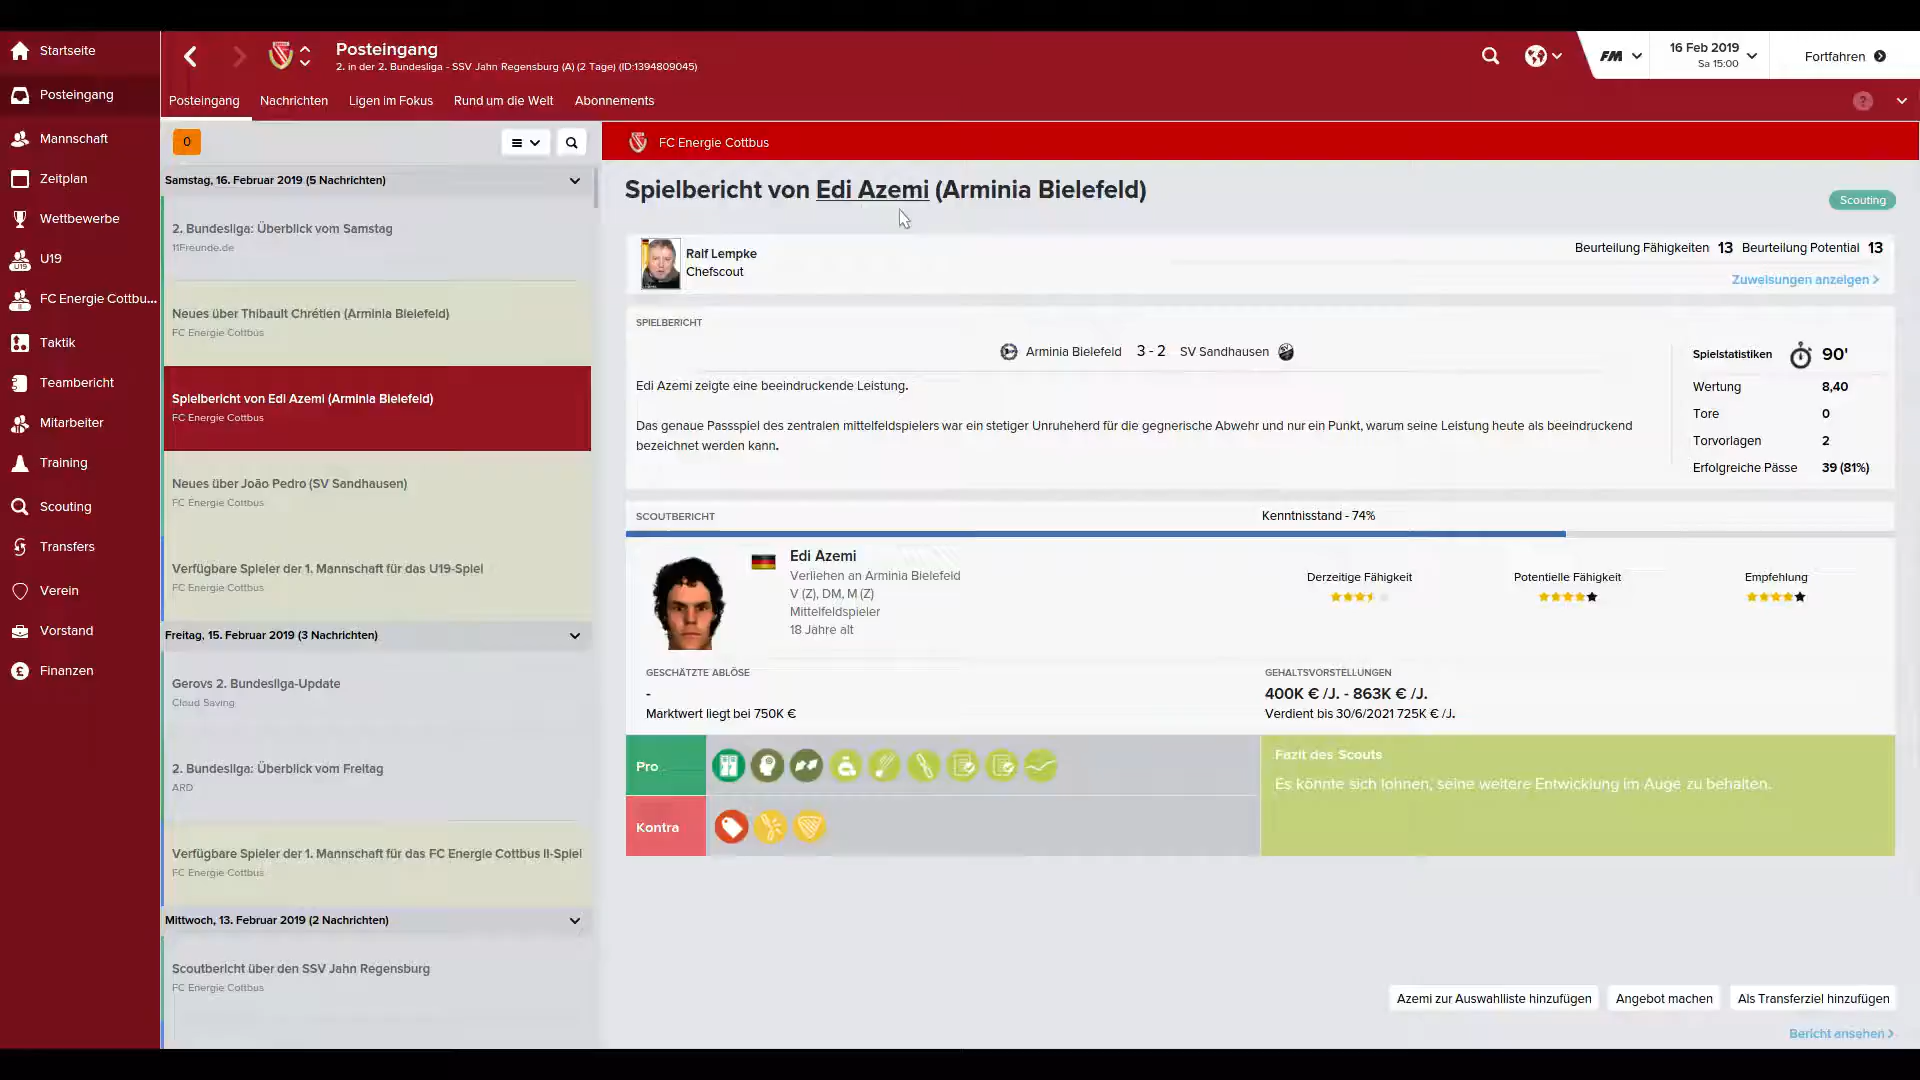 Startseite
Posteingang
Mannschaft
Zeitplan
Wettbewerbe
U19
U19
FC Energie Cottbu...
II
Taktik
Teambericht
Mitarbeiter
Training
Scouting
Transfers
Verein
Vorstand
Finanzen
Posteingang
2. in der 2. Bundesliga - SSV Jahn Regensburg (A) (2 Tage) (ID:1394809045)
FM
16 Feb 2019
Sa 15:00
Fortfahren
Posteingang
Nachrichten
Ligen im Fokus
Rund um die Welt
Abonnements
?
0
Samstag, 16. Februar 2019 (5 Nachrichten)
2. Bundesliga: Überblick vom Samstag
11Freunde.de
Neues über Thibault Chrétien (Arminia Bielefeld)
FC Energie Cottbus
Spielbericht von Edi Azemi (Arminia Bielefeld)
FC Energie Cottbus
Neues über João Pedro (SV Sandhausen)
FC Energie Cottbus
Verfügbare Spieler der 1. Mannschaft für das U19-Spiel
FC Energie Cottbus
Freitag, 15. Februar 2019 (3 Nachrichten)
Gerovs 2. Bundesliga-Update
Cloud Saving
2. Bundesliga: Überblick vom Freitag
ARD
Verfügbare Spieler der 1. Mannschaft für das FC Energie Cottbus II-Spiel
FC Energie Cottbus
Mittwoch, 13. Februar 2019 (2 Nachrichten)
Scoutbericht über den SSV Jahn Regensburg
FC Energie Cottbus
FC Energie Cottbus
Spielbericht von Edi Azemi (Arminia Bielefeld)
Scouting
Ralf Lempke
Chefscout
Beurteilung Fähigkeiten 13 Beurteilung Potential 13
Zuweisungen anzeigen >
SPIELBERICHT
Arminia Bielefeld 3 - 2 SV Sandhausen
Edi Azemi zeigte eine beeindruckende Leistung.
Das genaue Passspiel des zentralen mittelfeldspielers war ein stetiger Unruheherd für die gegnerische Abwehr und nur ein Punkt, warum seine Leistung heute als beeindruckend
bezeichnet werden kann.
Spielstatistiken 90'
Wertung 8,40
Tore 0
Torvorlagen 2
Erfolgreiche Pässe 39 (81%)
SCOUTBERICHT
Kenntnisstand - 74%
Edi Azemi
Verliehen an Arminia Bielefeld
V (Z), DM, M (Z)
Mittelfeldspieler
18 Jahre alt
Derzeitige Fähigkeit
Potentielle Fähigkeit
Empfehlung
GESCHÄTZTE ABLÖSE
-
Marktwert liegt bei 750K €
GEHALTSVORSTELLUNGEN
400K € /J. - 863K € /J.
Verdient bis 30/6/2021 725K € /J.
Pro
Kontra
Fazit des Scouts
Es könnte sich lohnen, seine weitere Entwicklung im Auge zu behalten.
Azemi zur Auswahlliste hinzufügen
Angebot machen
Als Transferziel hinzufügen
Bericht ansehen >